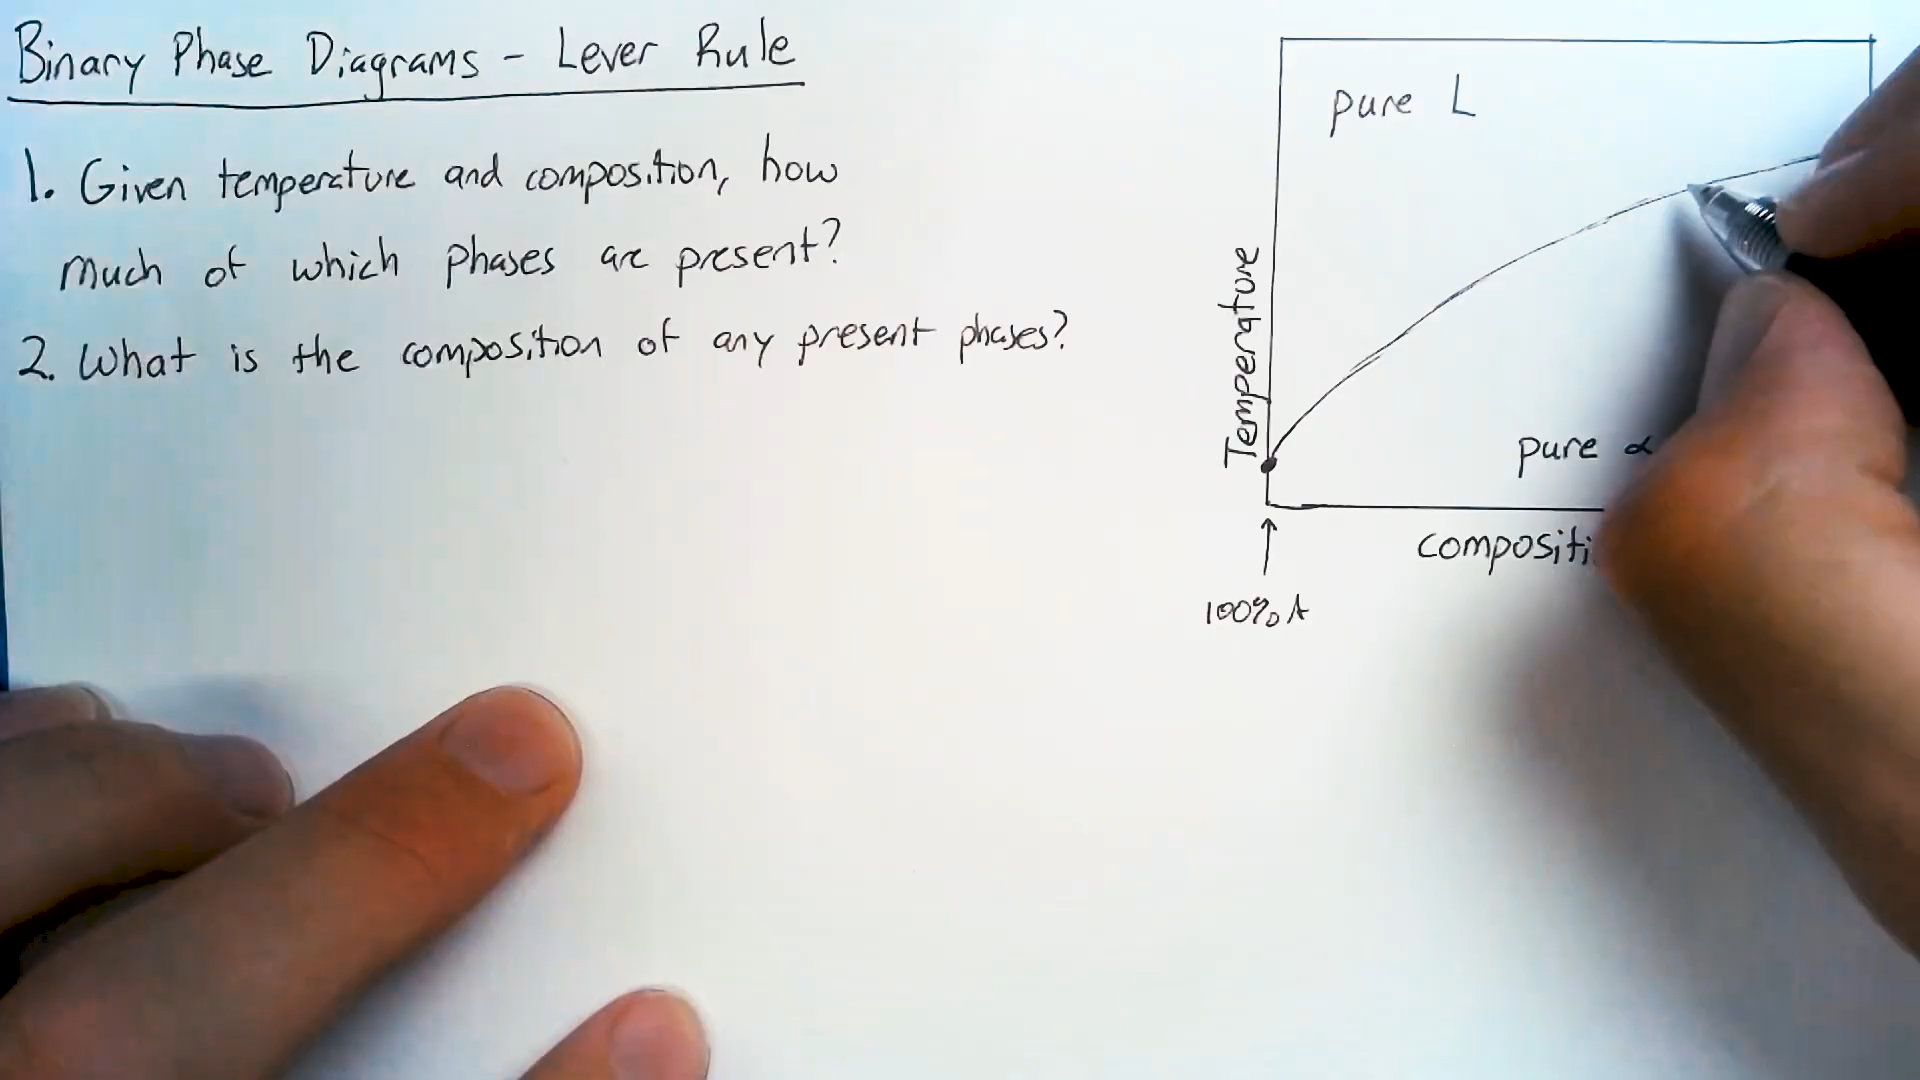 Binary Phase Diagrams - Lever Rule
1. Given temperature and composition, how
much of which phases are present?
2. What is the composition of any present phases?
pure L
Temperature
pure α
100% A